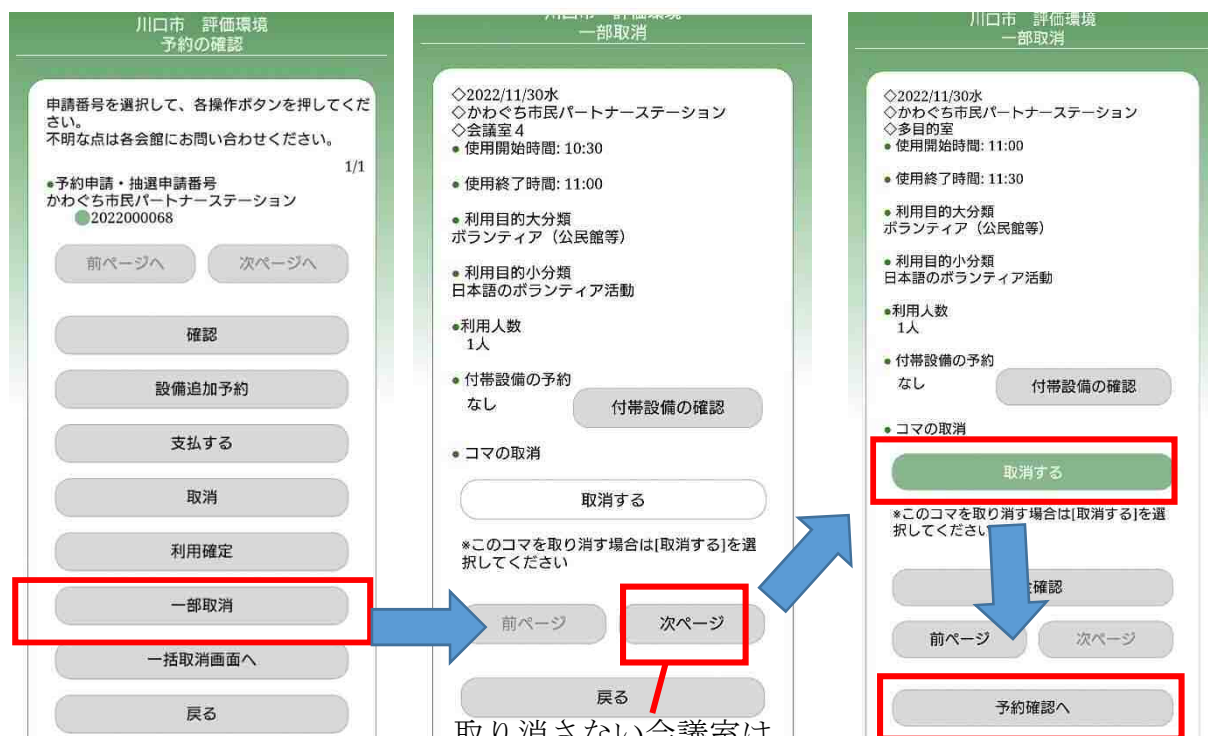 川口市 評価環境
予約の確認
申請番号を選択して、各操作ボタンを押してくだ
さい。
不明な点は各会館にお問い合わせください。
1/1
●予約申請・抽選申請番号
かわぐち市民パートナーステーション
2022000068
前ページへ 次ページへ
確認
設備追加予約
支払する
取消
利用確定
一部取消
一括取消画面へ
戻る
川口市 評価環境
一部取消
◇2022/11/30水
◇かわぐち市民パートナーステーション
◇会議室4
● 使用開始時間: 10:30
● 使用終了時間: 11:00
● 利用目的大分類
ボランティア（公民館等）
● 利用目的小分類
日本語のボランティア活動
●利用人数
1人
● 付帯設備の予約
なし 付帯設備の確認
● コマの取消
取消する
*このコマを取り消す場合は[取消する]を選
択してください
前ページ 次ページ
戻る
取り消さない会議室は
川口市 評価環境
一部取消
◇2022/11/30水
◇かわぐち市民パートナーステーション
◇多目的室
● 使用開始時間: 11:00
● 使用終了時間: 11:30
● 利用目的大分類
ボランティア（公民館等）
● 利用目的小分類
日本語のボランティア活動
●利用人数
1人
● 付帯設備の予約
なし 付帯設備の確認
● コマの取消
取消する
*このコマを取り消す場合は[取消する]を選
択してください
確認
前ページ 次ページ
予約確認へ